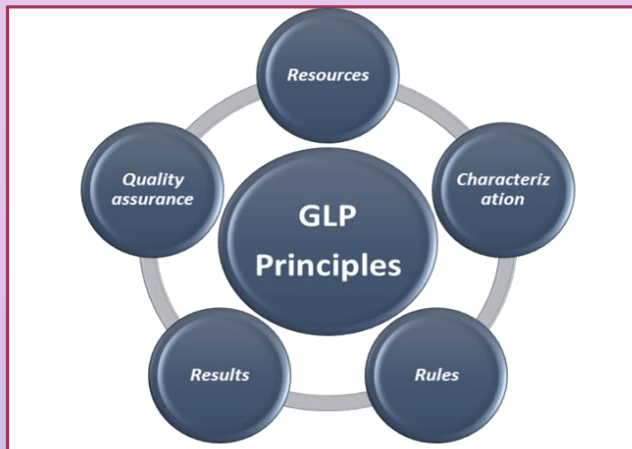 Resources
Quality
assurance
Characteriz
ation
GLP
Principles
Results
Rules